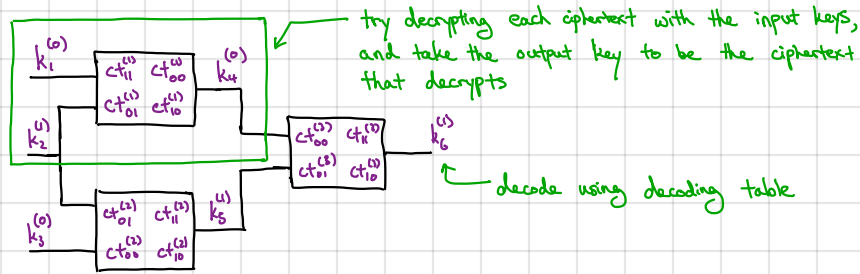 try decrypting each ciphertext with the input keys,
and take the output key to be the ciphertext
that decrypts
k₁⁽⁰⁾
ct₁₁⁽¹⁾ ct₀₀⁽¹⁾
k₄⁽⁰⁾
ct₀₁⁽¹⁾ ct₁₀⁽¹⁾
k₂⁽¹⁾
ct₀₀⁽³⁾ ct₁₁⁽³⁾
k₆⁽¹⁾
ct₀₁⁽³⁾ ct₁₀⁽³⁾
decode using decoding table
ct₀₁⁽²⁾ ct₁₁⁽²⁾
k₅⁽¹⁾
k₃⁽⁰⁾
ct₀₀⁽²⁾ ct₁₀⁽²⁾